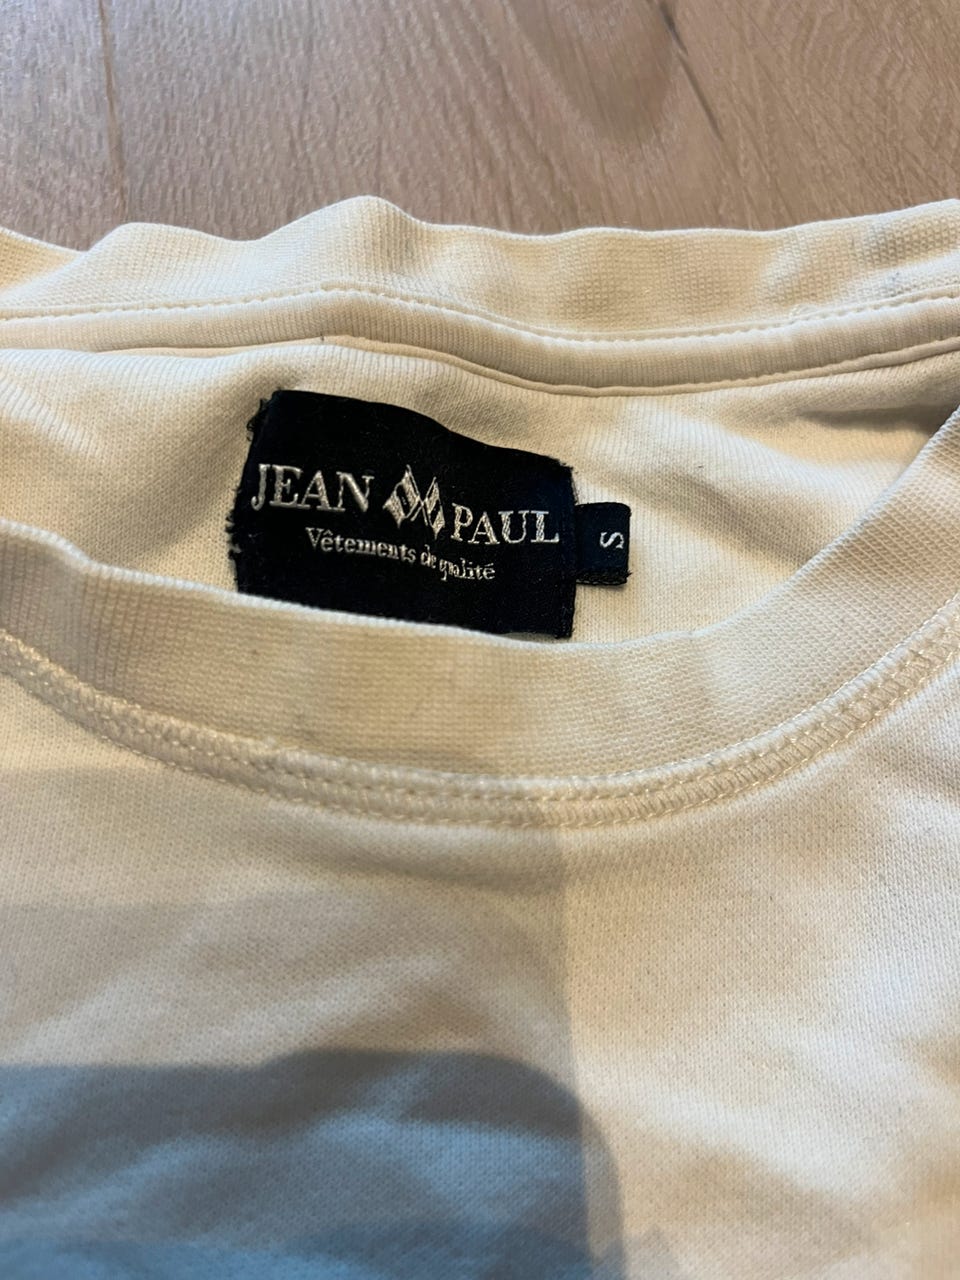 JEAN PAUL
Vêtements de qualité
S